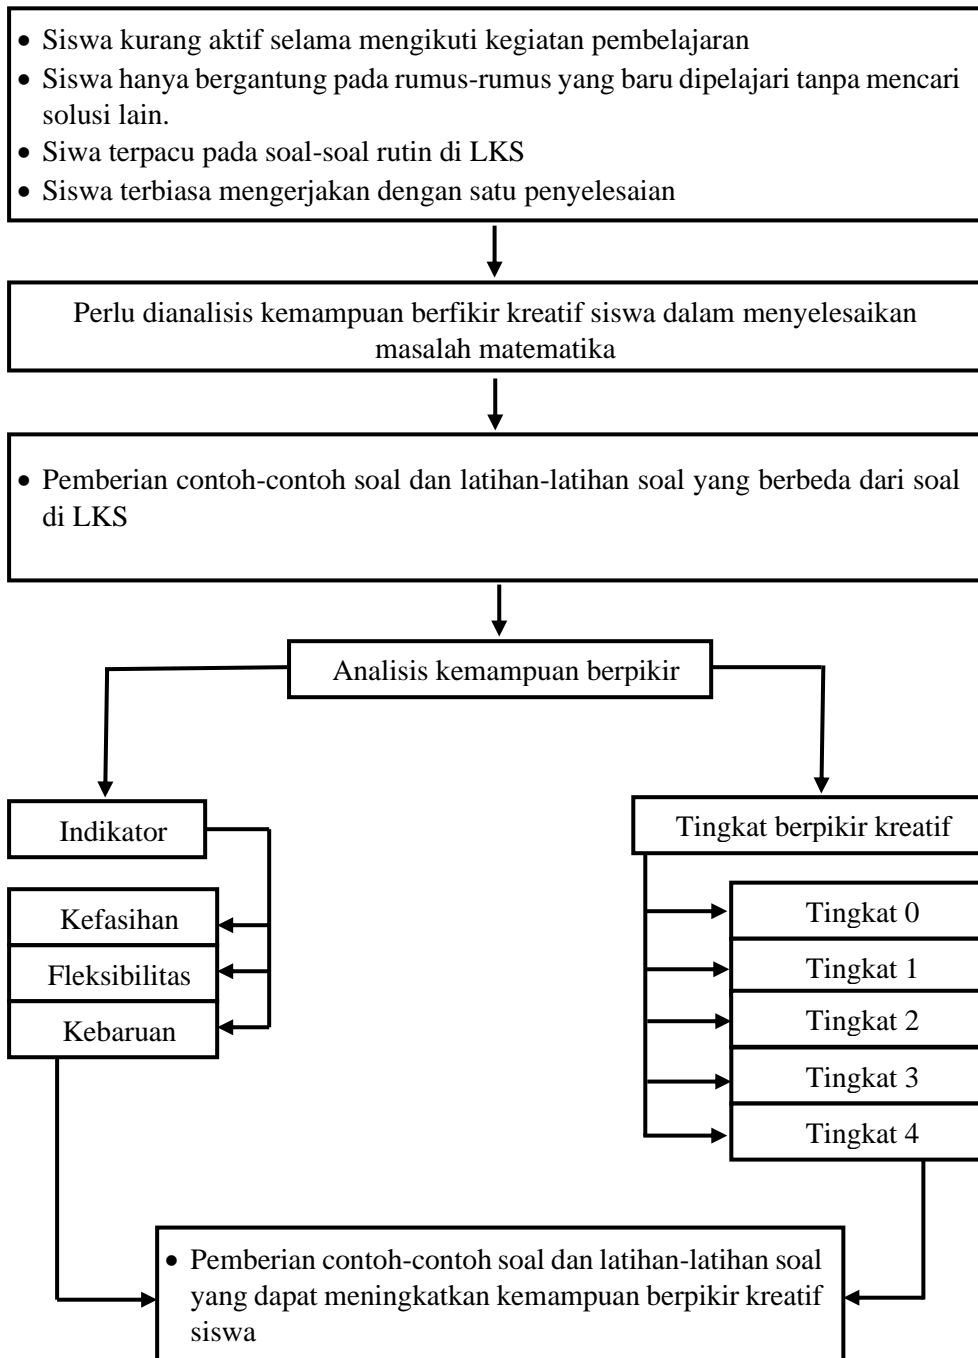 • Siswa kurang aktif selama mengikuti kegiatan pembelajaran
• Siswa hanya bergantung pada rumus-rumus yang baru dipelajari tanpa mencari
solusi lain.
• Siwa terpacu pada soal-soal rutin di LKS
• Siswa terbiasa mengerjakan dengan satu penyelesaian
Perlu dianalisis kemampuan berfikir kreatif siswa dalam menyelesaikan
masalah matematika
• Pemberian contoh-contoh soal dan latihan-latihan soal yang berbeda dari soal
di LKS
Analisis kemampuan berpikir
Indikator
Kefasihan
Fleksibilitas
Kebaruan
Tingkat berpikir kreatif
Tingkat 0
Tingkat 1
Tingkat 2
Tingkat 3
Tingkat 4
• Pemberian contoh-contoh soal dan latihan-latihan soal
yang dapat meningkatkan kemampuan berpikir kreatif
siswa